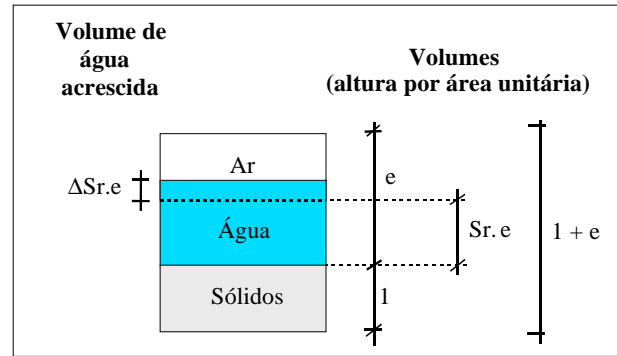 Volume de
água
acrescida
Volumes
(altura por área unitária)
Ar
ΔSr.e
e
Água
Sr. e
1 + e
Sólidos
1